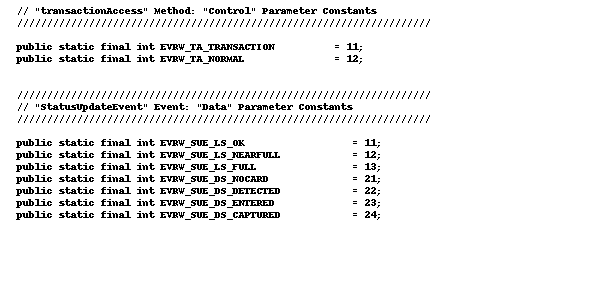 // "transactionAccess" Method: "Control" Parameter Constants
/////////////////////////////////////////////////////////////////////
public static final int EVRW_TA_TRANSACTION = 11;
public static final int EVRW_TA_NORMAL = 12;
/////////////////////////////////////////////////////////////////////
// "StatusUpdateEvent" Event: "Data" Parameter Constants
/////////////////////////////////////////////////////////////////////
public static final int EVRW_SUE_LS_OK = 11;
public static final int EVRW_SUE_LS_NEARFULL = 12;
public static final int EVRW_SUE_LS_FULL = 13;
public static final int EVRW_SUE_DS_NOCARD = 21;
public static final int EVRW_SUE_DS_DETECTED = 22;
public static final int EVRW_SUE_DS_ENTERED = 23;
public static final int EVRW_SUE_DS_CAPTURED = 24;